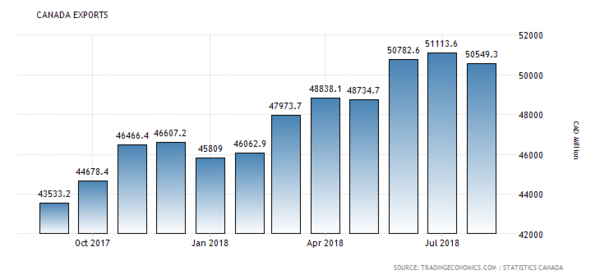 CANADA EXPORTS
52000
50000
48000
46000
44000
42000
CAD Million
43533.2
44678.4
46466.4
46607.2
45809
46062.9
47973.7
48838.1
48734.7
50782.6
51113.6
50549.3
Oct 2017
Jan 2018
Apr 2018
Jul 2018
SOURCE: TRADINGECONOMICS.COM | STATISTICS CANADA